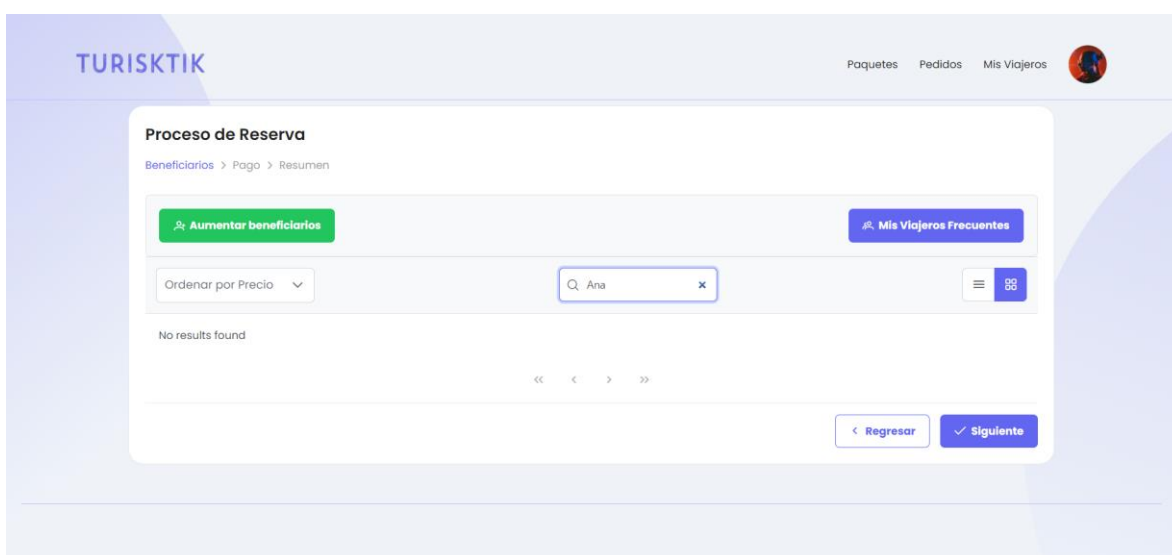 TURISKTIK
Paquetes Pedidos Mis Viajeros
Proceso de Reserva
Beneficiarios > Pago > Resumen
Aumentar beneficiarios
Mis Viajeros Frecuentes
Ordenar por Precio
Ana
No results found
Regresar
Siguiente